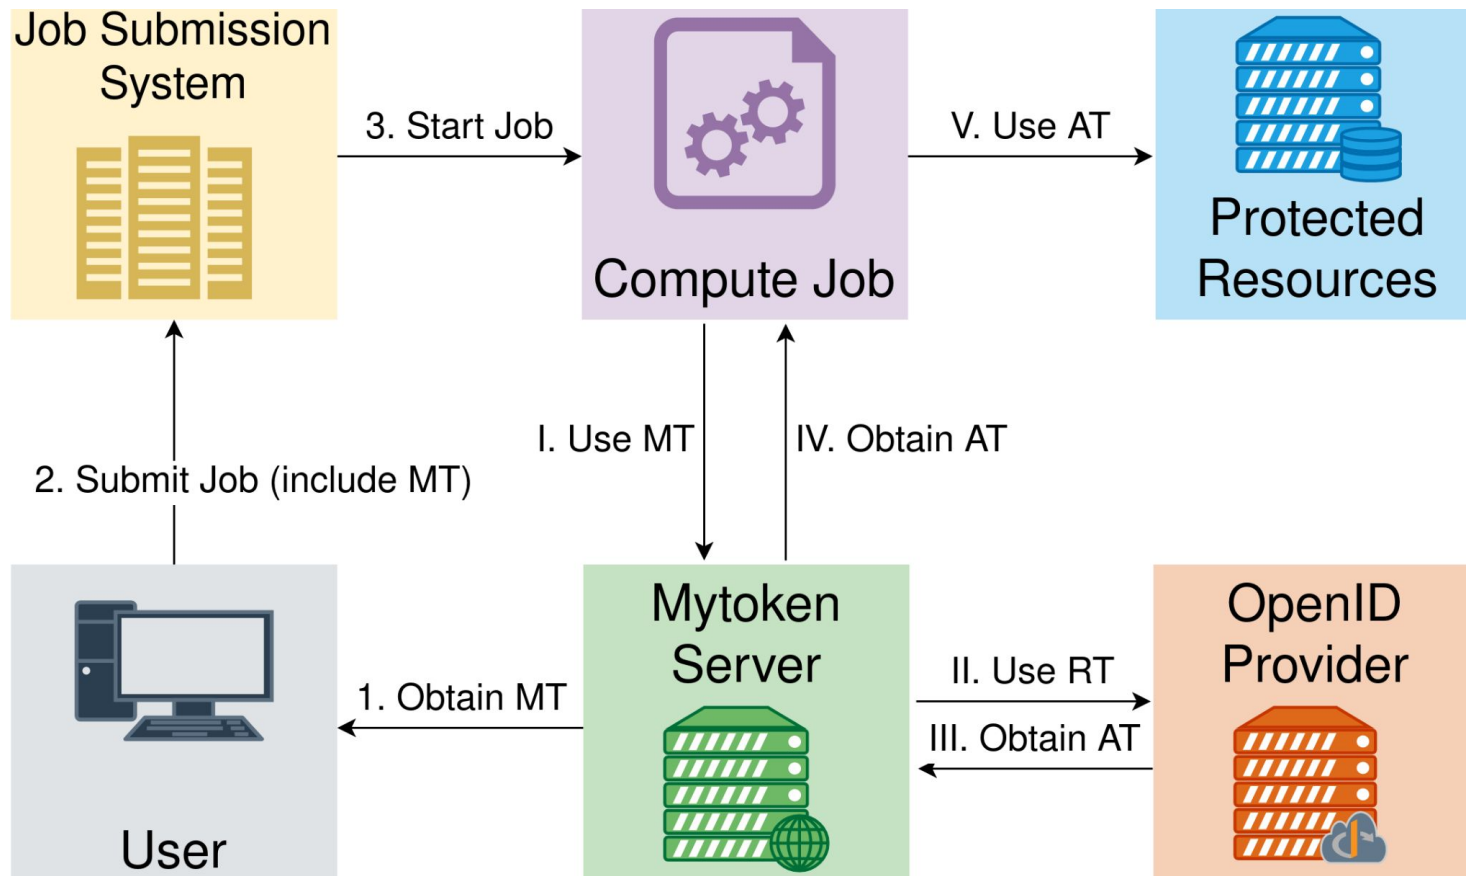 Job Submission
System
3. Start Job
V. Use AT
Protected
Resources
Compute Job
I. Use MT
IV. Obtain AT
2. Submit Job (include MT)
Mytoken
Server
OpenID
Provider
1. Obtain MT
II. Use RT
III. Obtain AT
User